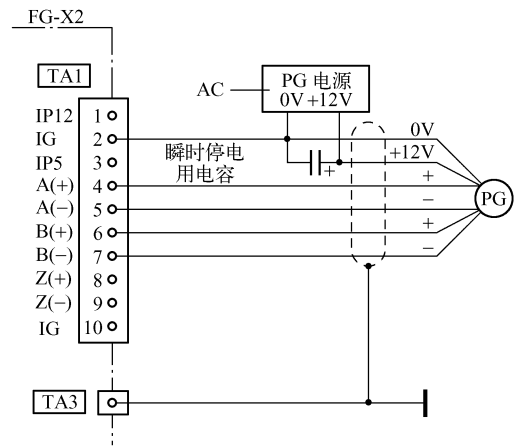 FG-X2
TA1
PG 电源
AC
0V +12V
IP12 1
IG 2
0V
瞬时停电
用电容
+
+12V
IP5 3
A(+) 4
+
A(−) 5
−
PG
B(+) 6
+
B(−) 7
−
Z(+) 8
Z(−) 9
IG 10
TA3